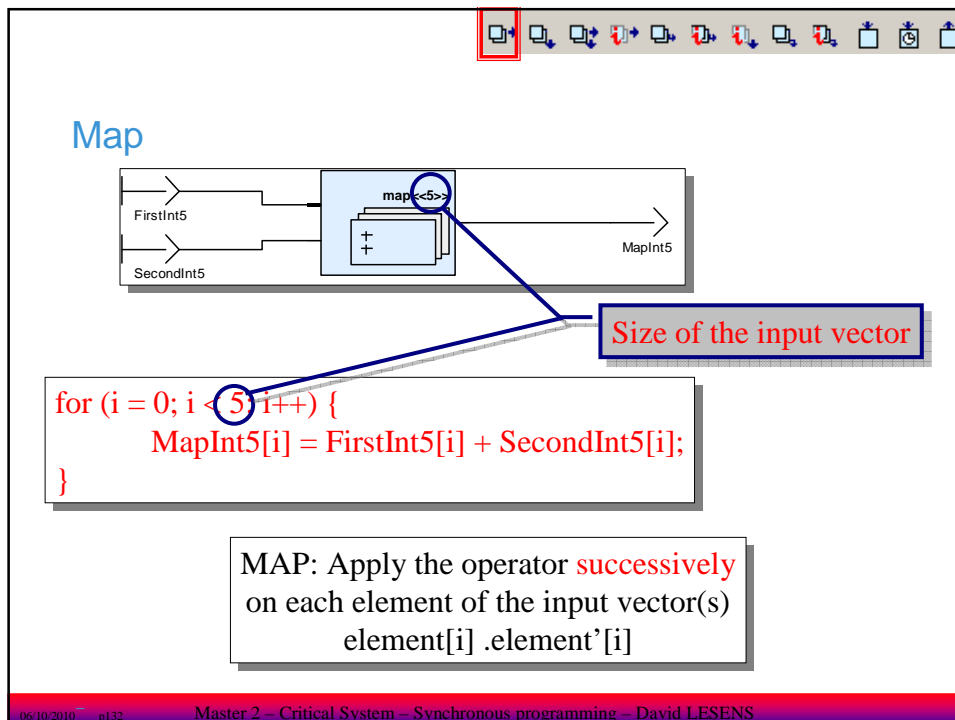 Map
map<<5>>
FirstInt5
SecondInt5
MapInt5
Size of the input vector
for (i = 0; i < 5; i++) {
MapInt5[i] = FirstInt5[i] + SecondInt5[i];
}
MAP: Apply the operator successively
on each element of the input vector(s)
element[i] .element’[i]
06/10/2010 p132 Master 2 – Critical System – Synchronous programming – David LESENS